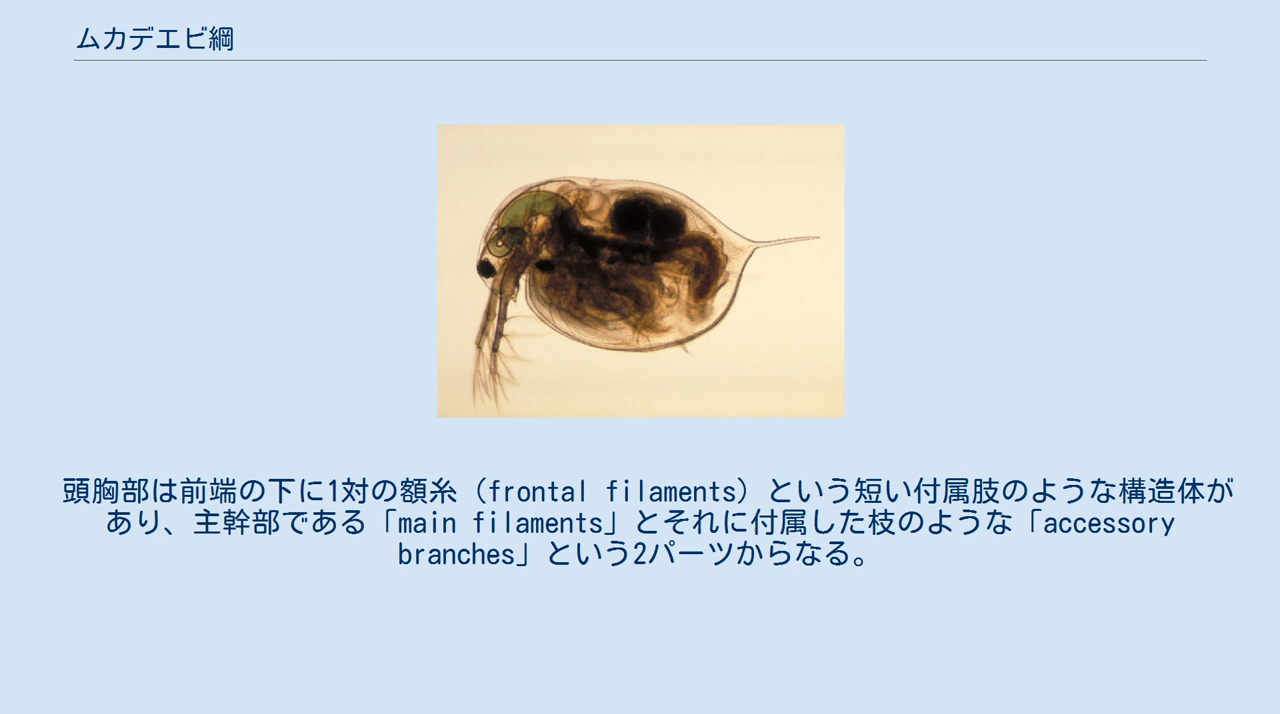 ムカデエビ綱
頭胸部は前端の下に1対の額糸（frontal filaments）という短い付属肢のような構造体が
あり、主幹部である「main filaments」とそれに付属した枝のような「accessory
branches」という2パーツからなる。